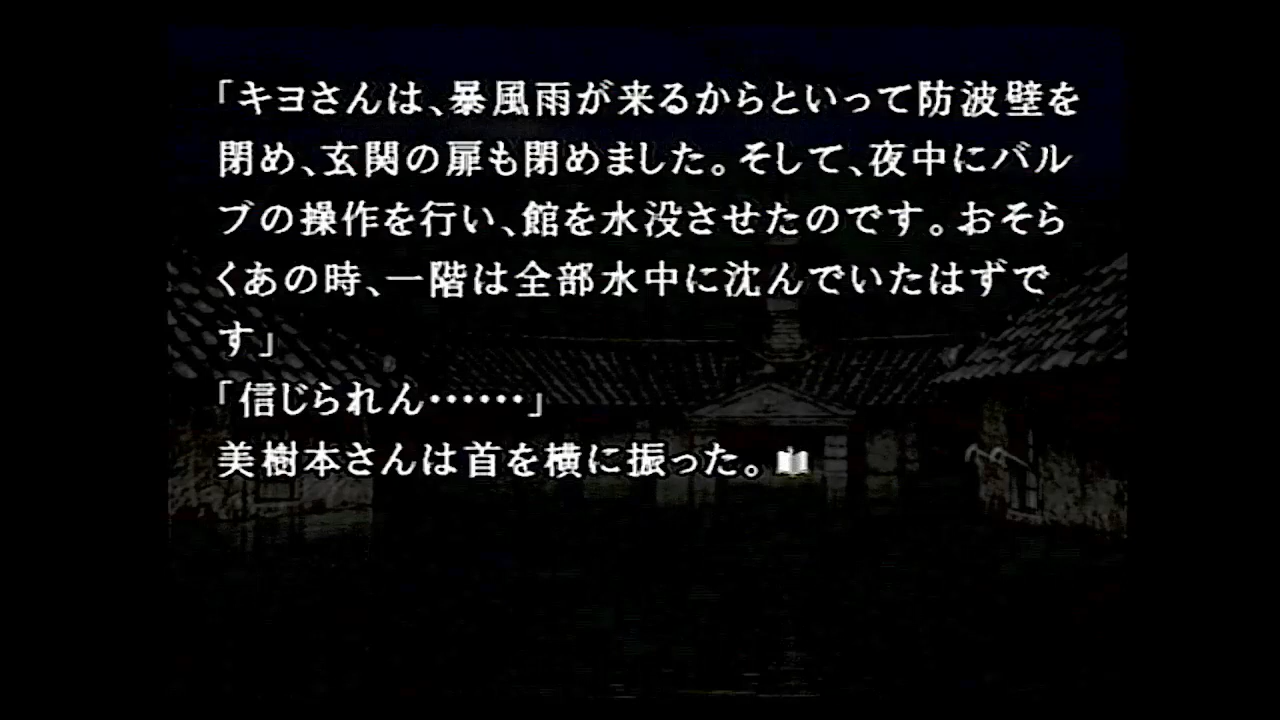 「キヨさんは、暴風雨が来るからといって防波壁を
閉め、玄関の扉も閉めました。そして、夜中にバル
ブの操作を行い、館を水没させたのです。おそら
くあの時、一階は全部水中に沈んでいたはずで
す」
「信じられん……」
美樹本さんは首を横に振った。